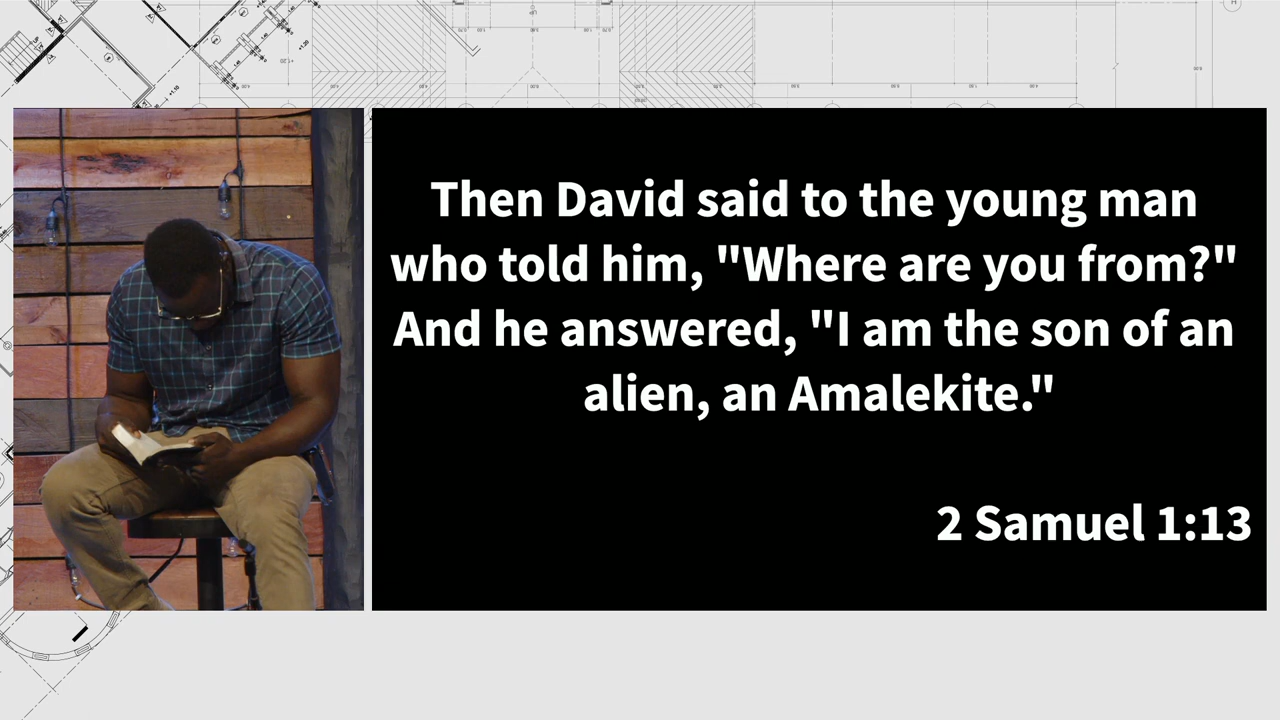 Then David said to the young man
who told him, "Where are you from?"
And he answered, "I am the son of an
alien, an Amalekite."
2 Samuel 1:13